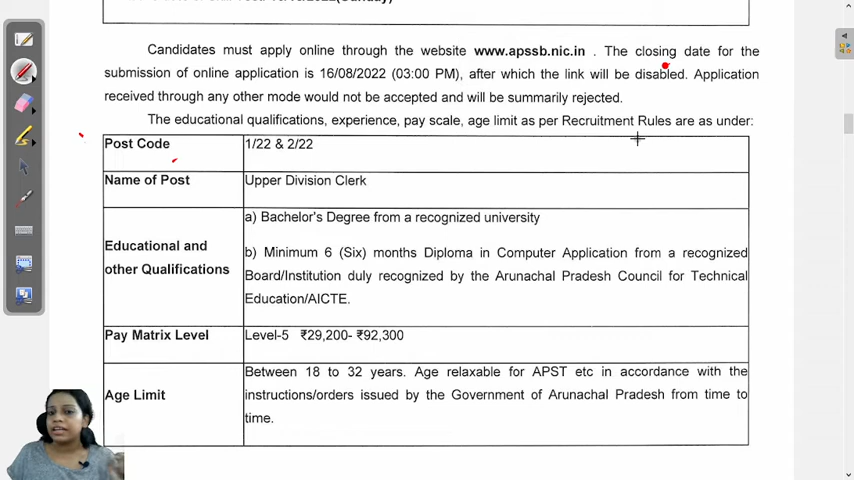 Candidates must apply online through the website www.apssb.nic.in . The closing date for the
submission of online application is 16/08/2022 (03:00 PM), after which the link will be disabled. Application
received through any other mode would not be accepted and will be summarily rejected.
The educational qualifications, experience, pay scale, age limit as per Recruitment Rules are as under:
Post Code 1/22 & 2/22
Name of Post Upper Division Clerk
Educational and other Qualifications
a) Bachelor's Degree from a recognized university
b) Minimum 6 (Six) months Diploma in Computer Application from a recognized
Board/Institution duly recognized by the Arunachal Pradesh Council for Technical
Education/AICTE.
Pay Matrix Level Level-5 ₹29,200- ₹92,300
Age Limit
Between 18 to 32 years. Age relaxable for APST etc in accordance with the
instructions/orders issued by the Government of Arunachal Pradesh from time to
time.